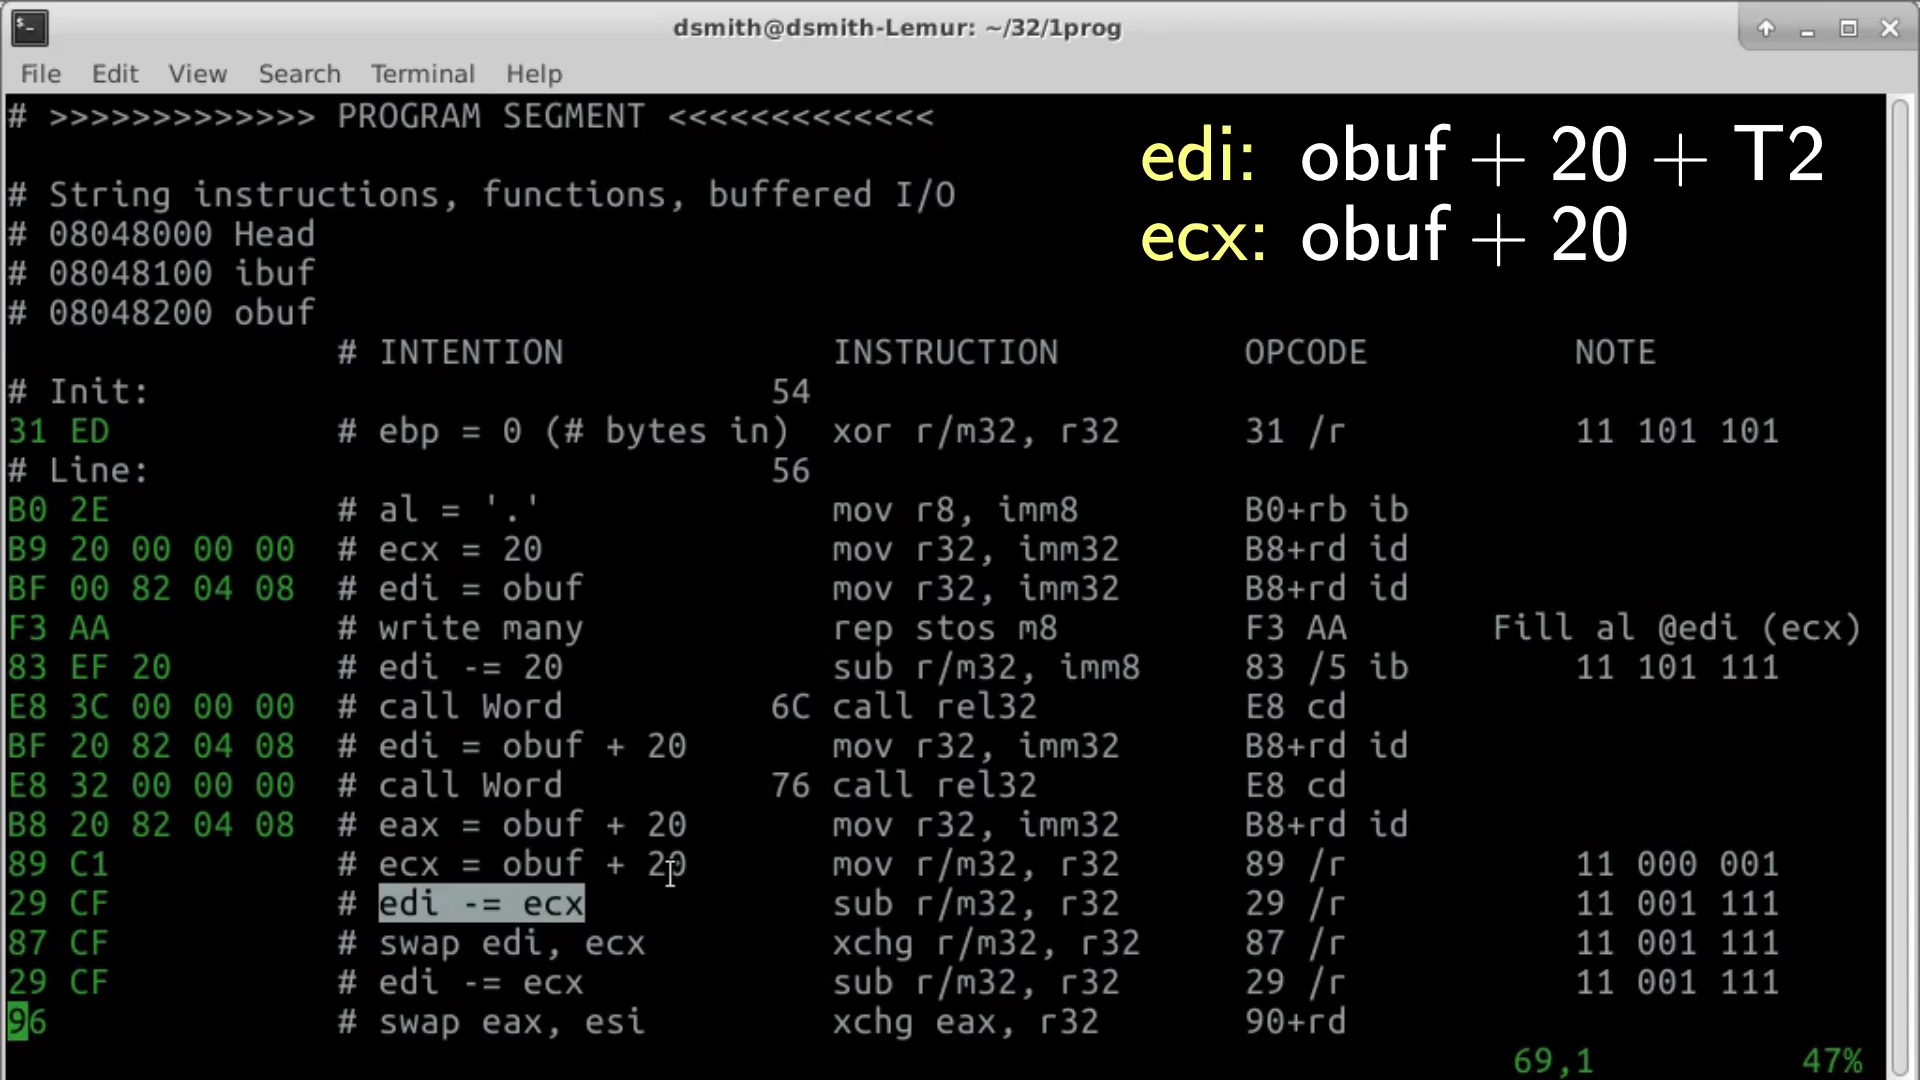 dsmith@dsmith-Lemur: ~/32/1prog
File Edit View Search Terminal Help
# >>>>>>>>>>>>> PROGRAM SEGMENT <<<<<<<<<<<<<
edi: obuf + 20 + T2
ecx: obuf + 20
# String instructions, functions, buffered I/O
# 08048000 Head
# 08048100 ibuf
# 08048200 obuf
# INTENTION INSTRUCTION OPCODE NOTE
# Init: 54
31 ED # ebp = 0 (# bytes in) xor r/m32, r32 31 /r 11 101 101
# Line: 56
B0 2E # al = '.' mov r8, imm8 B0+rb ib
B9 20 00 00 00 # ecx = 20 mov r32, imm32 B8+rd id
BF 00 82 04 08 # edi = obuf mov r32, imm32 B8+rd id
F3 AA # write many rep stos m8 F3 AA Fill al @edi (ecx)
83 EF 20 # edi -= 20 sub r/m32, imm8 83 /5 ib 11 101 111
E8 3C 00 00 00 # call Word 6C call rel32 E8 cd
BF 20 82 04 08 # edi = obuf + 20 mov r32, imm32 B8+rd id
E8 32 00 00 00 # call Word 76 call rel32 E8 cd
B8 20 82 04 08 # eax = obuf + 20 mov r32, imm32 B8+rd id
89 C1 # ecx = obuf + 20 mov r/m32, r32 89 /r 11 000 001
29 CF # edi -= ecx sub r/m32, r32 29 /r 11 001 111
87 CF # swap edi, ecx xchg r/m32, r32 87 /r 11 001 111
29 CF # edi -= ecx sub r/m32, r32 29 /r 11 001 111
96 # swap eax, esi xchg eax, r32 90+rd
69,1 47%